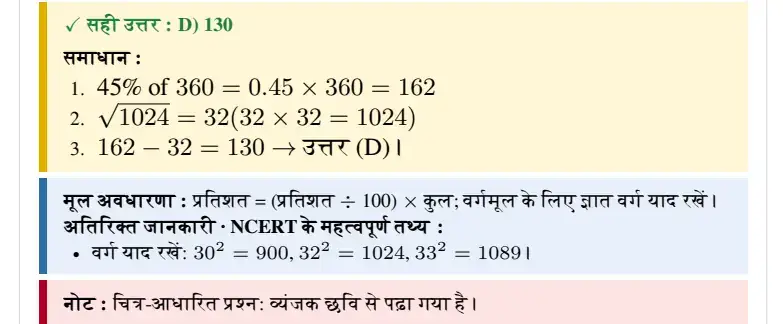 ✓ सही उत्तर : D) 130
समाधान :
1. 45% of 360 = 0.45 × 360 = 162
2. √1024 = 32(32 × 32 = 1024)
3. 162 − 32 = 130 → उत्तर (D)।
मूल अवधारणा : प्रतिशत = (प्रतिशत ÷ 100) × कुल; वर्गमूल के लिए ज्ञात वर्ग याद रखें।
अतिरिक्त जानकारी · NCERT के महत्वपूर्ण तथ्य :
• वर्ग याद रखें: 30² = 900, 32² = 1024, 33² = 1089।
नोट : चित्र-आधारित प्रश्न: व्यंजक छवि से पढ़ा गया है।